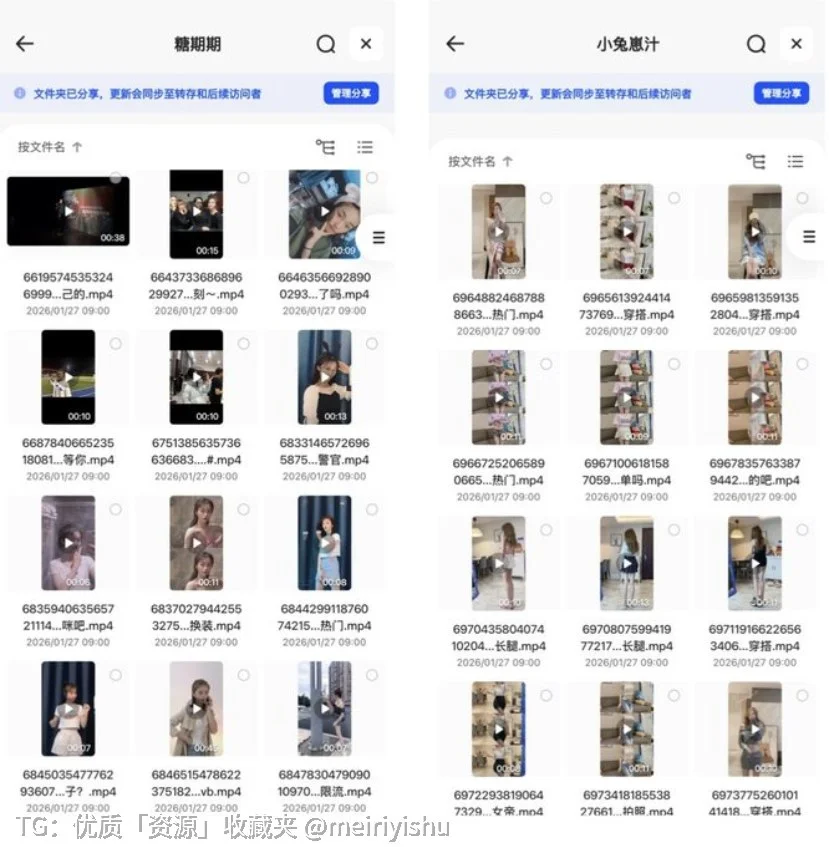 糖期期
文件夹已分享，更新会同步至转存和后续访问者
管理分享
按文件名 ↑
00:38
00:15
00:09
6619574535324
6999...己的.mp4
2026/01/27 09:00
6643733686896
29927...刻～.mp4
2026/01/27 09:00
6646356692890
0293...了吗.mp4
2026/01/27 09:00
00:10
00:10
00:13
6687840665235
18081...等你.mp4
2026/01/27 09:00
6751385635736
636683....#.mp4
2026/01/27 09:00
6833146572696
5875...警官.mp4
2026/01/27 09:00
00:06
00:11
00:08
6835940635657
21114...咪吧.mp4
2026/01/27 09:00
6837027944255
3275...换装.mp4
2026/01/27 09:00
6844299118760
74215...热门.mp4
2026/01/27 09:00
00:07
00:45
00:07
6845035477762
93607...子？.mp4
2026/01/27 09:00
6846515478622
375182...vb.mp4
2026/01/27 09:00
6847830479090
10970...限流.mp4
2026/01/27 09:00
小兔崽汁
文件夹已分享，更新会同步至转存和后续访问者
管理分享
按文件名 ↑
00:07
00:07
00:10
6964882468788
8663...热门.mp4
2026/01/27 09:00
6965613924414
73769...穿搭.mp4
2026/01/27 09:00
6965981359135
2804...穿搭.mp4
2026/01/27 09:00
00:11
00:09
00:11
6966725206589
0665...热门.mp4
2026/01/27 09:00
6967100618158
7059...单吗.mp4
2026/01/27 09:00
6967835763387
9442...的吧.mp4
2026/01/27 09:00
00:10
00:13
00:11
6970435804074
10204...长腿.mp4
2026/01/27 09:00
6970807599419
77217...长腿.mp4
2026/01/27 09:00
6971191662265​6
3406...穿搭.mp4
2026/01/27 09:00
00:08
00:11
6972293819064
7329...女帝.mp4
6973418185538
27661...拍照.mp4
6973775260101
41418...穿搭.mp4
TG：优质「资源」收藏夹 @meiriyishu